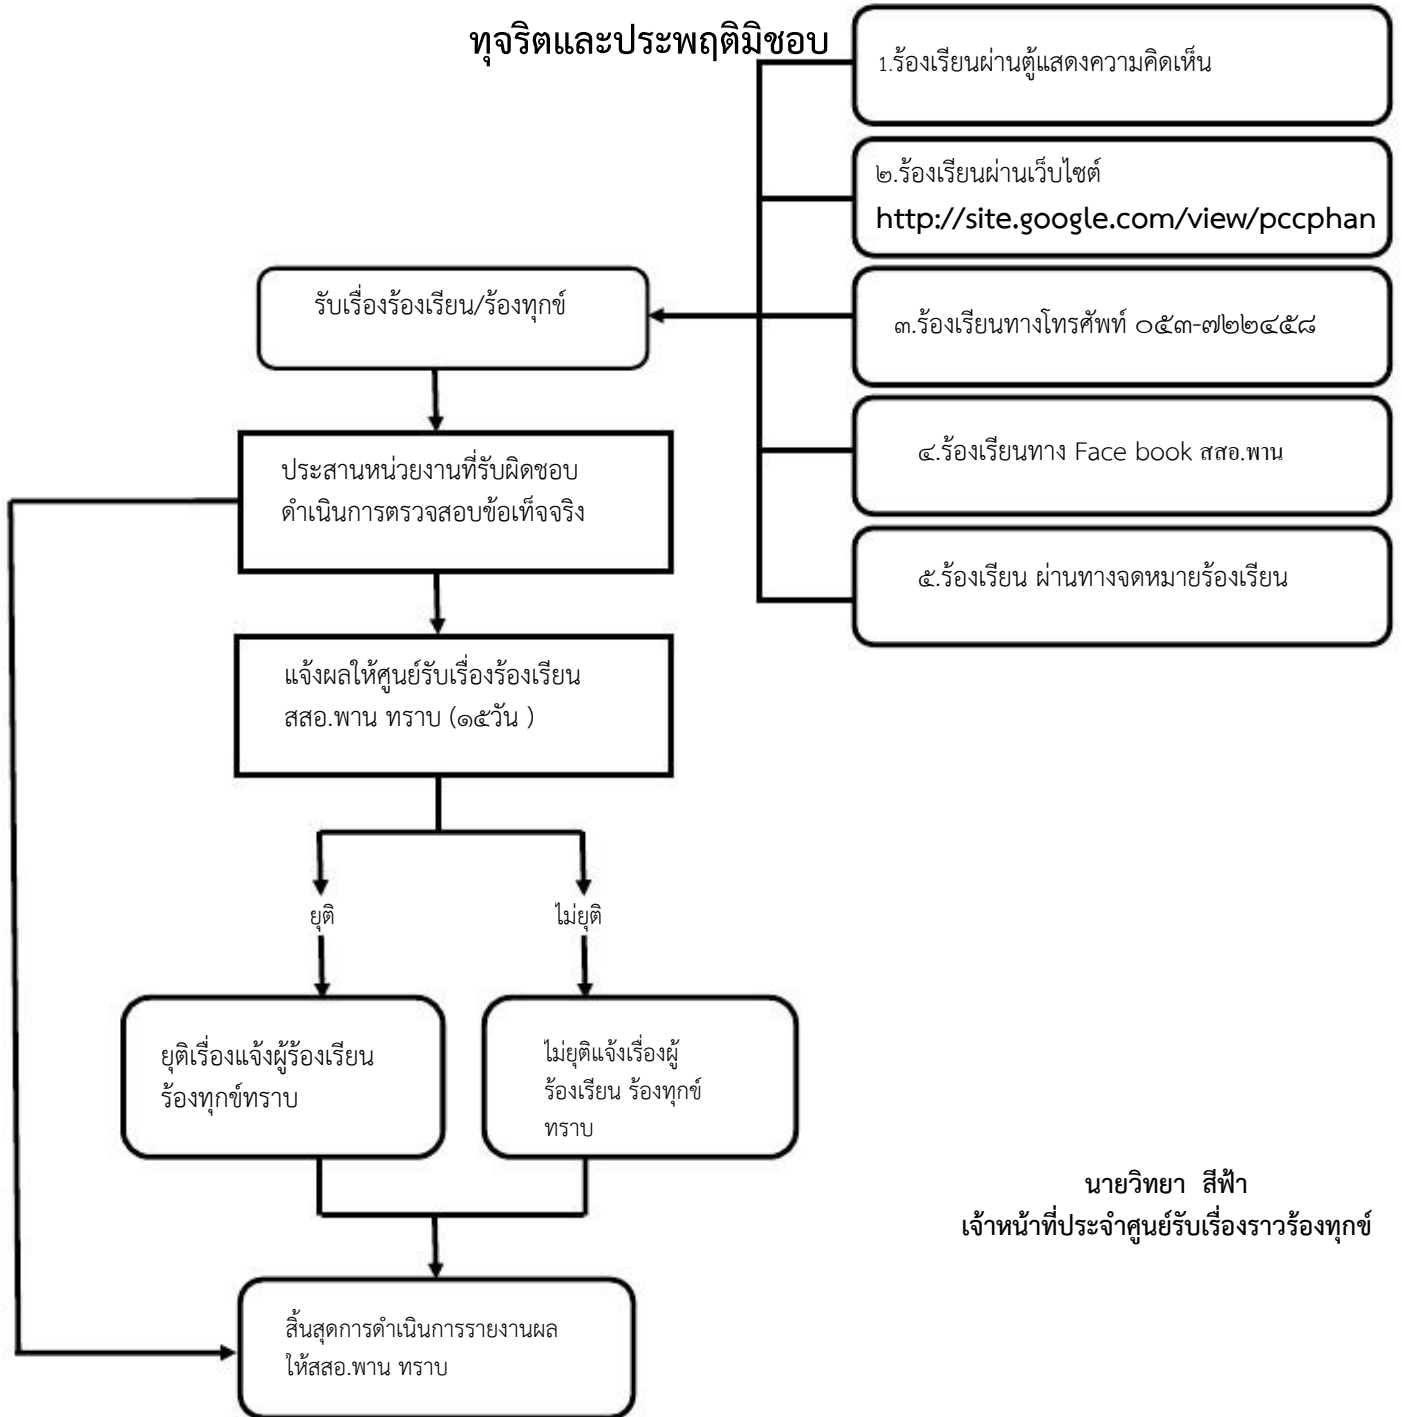 ทุจริตและประพฤติมิชอบ
1.ร้องเรียนผ่านตู้แสดงความคิดเห็น
๒.ร้องเรียนผ่านเว็บไซต์
http://site.google.com/view/pccphan
รับเรื่องร้องเรียน/ร้องทุกข์
๓.ร้องเรียนทางโทรศัพท์ ๐๕๓-๗๒๒๔๕๘
๔.ร้องเรียนทาง Face book สสอ.พาน
ประสานหน่วยงานที่รับผิดชอบ
ดำเนินการตรวจสอบข้อเท็จจริง
๕.ร้องเรียน ผ่านทางจดหมายร้องเรียน
แจ้งผลให้ศูนย์รับเรื่องร้องเรียน
สสอ.พาน ทราบ (๑๕วัน )
ยุติ
ไม่ยุติ
ยุติเรื่องแจ้งผู้ร้องเรียน
ร้องทุกข์ทราบ
ไม่ยุติแจ้งเรื่องผู้
ร้องเรียน ร้องทุกข์
ทราบ
นายวิทยา สีฟ้า
เจ้าหน้าที่ประจำศูนย์รับเรื่องราวร้องทุกข์
สิ้นสุดการดำเนินการรายงานผล
ให้สสอ.พาน ทราบ